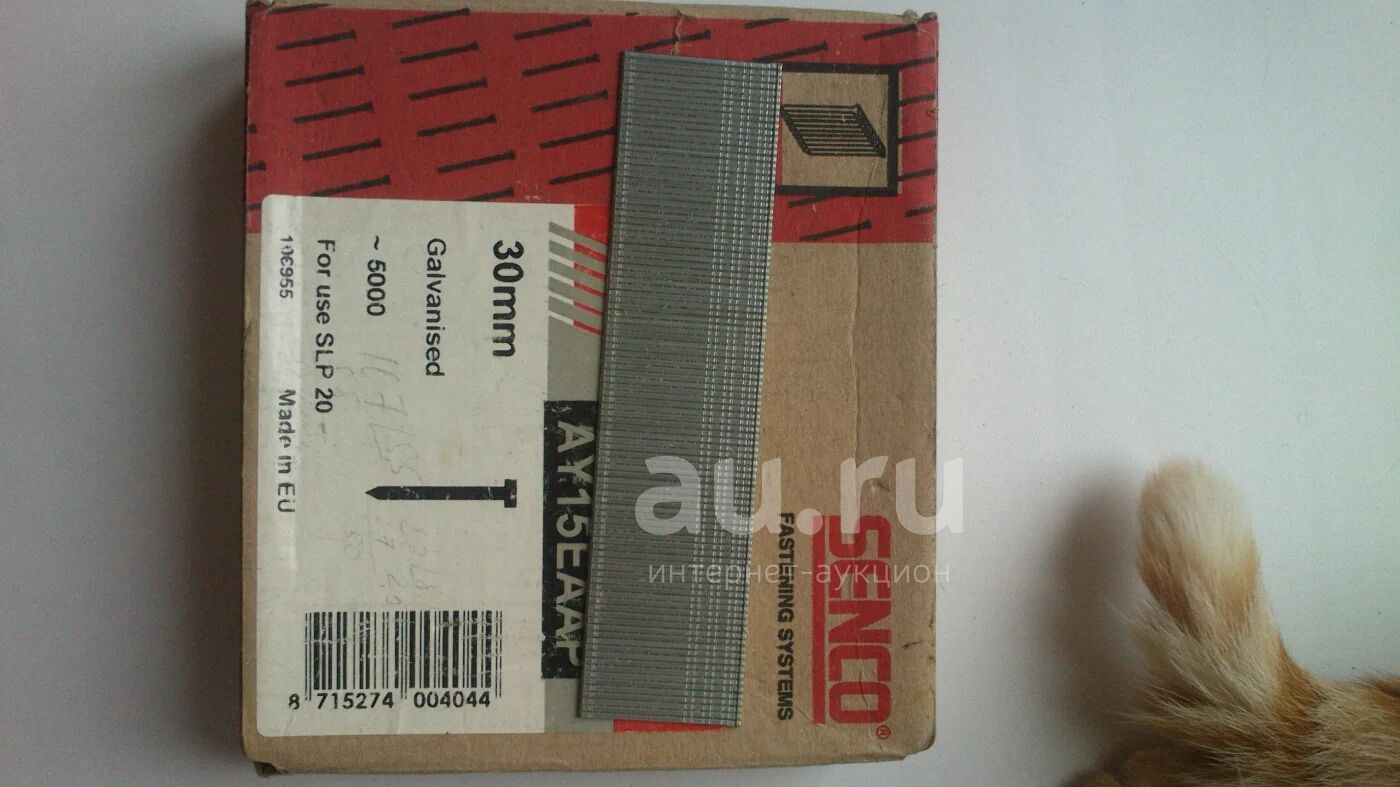 SENCO®
FASTENING SYSTEMS
AY15EAAP
30mm
Galvanised
~ 5000
For use SLP 20
106955 Made in EU
8 715274 004044
au.ru
интернет-аукцион